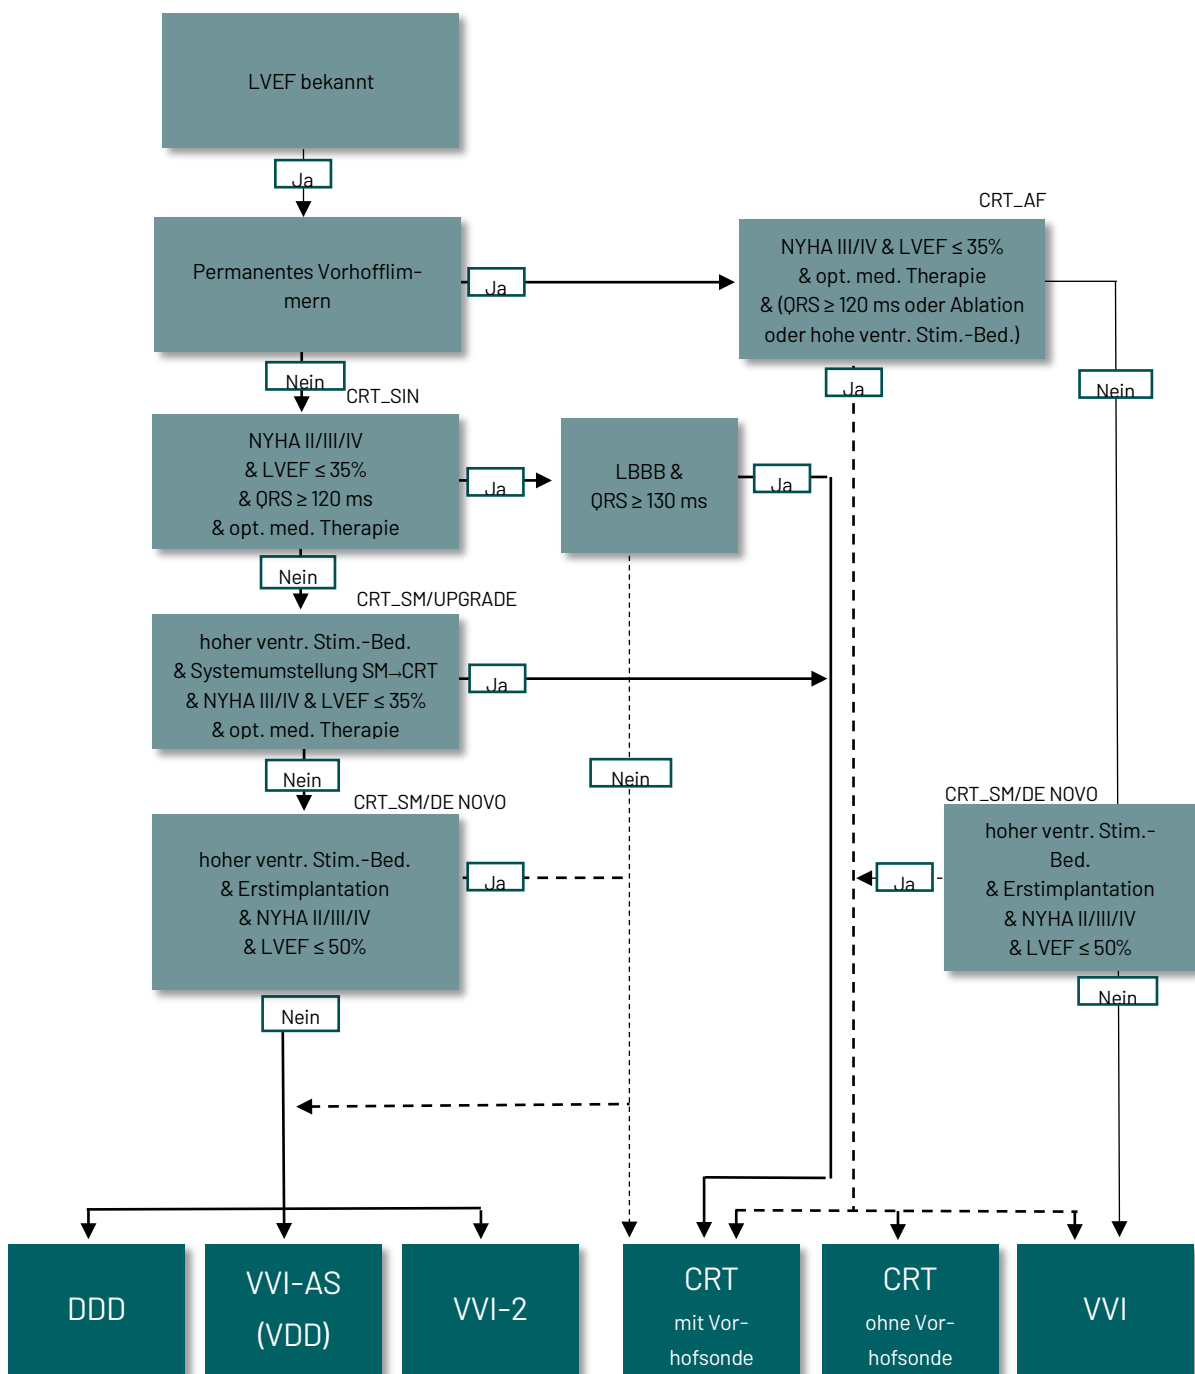 LVEF bekannt
Ja
CRT_AF
Permanentes Vorhofflim-
mern
Ja
NYHA III/IV & LVEF ≤ 35%
& opt. med. Therapie
& (QRS ≥ 120 ms oder Ablation
oder hohe ventr. Stim.-Bed.)
Nein
Ja
Nein
CRT_SIN
NYHA II/III/IV
& LVEF ≤ 35%
& QRS ≥ 120 ms
& opt. med. Therapie
Ja
LBBB &
QRS ≥ 130 ms
Ja
Nein
CRT_SM/UPGRADE
hoher ventr. Stim.-Bed.
& Systemumstellung SM→CRT
& NYHA III/IV & LVEF ≤ 35%
& opt. med. Therapie
Ja
Nein
Nein
CRT_SM/DE NOVO
CRT_SM/DE NOVO
hoher ventr. Stim.-Bed.
& Erstimplantation
& NYHA II/III/IV
& LVEF ≤ 50%
Ja
Ja
hoher ventr. Stim.-
Bed.
& Erstimplantation
& NYHA II/III/IV
& LVEF ≤ 50%
Nein
Nein
DDD
VVI-AS
(VDD)
VVI-2
CRT
mit Vor-
hofsonde
CRT
ohne Vor-
hofsonde
VVI